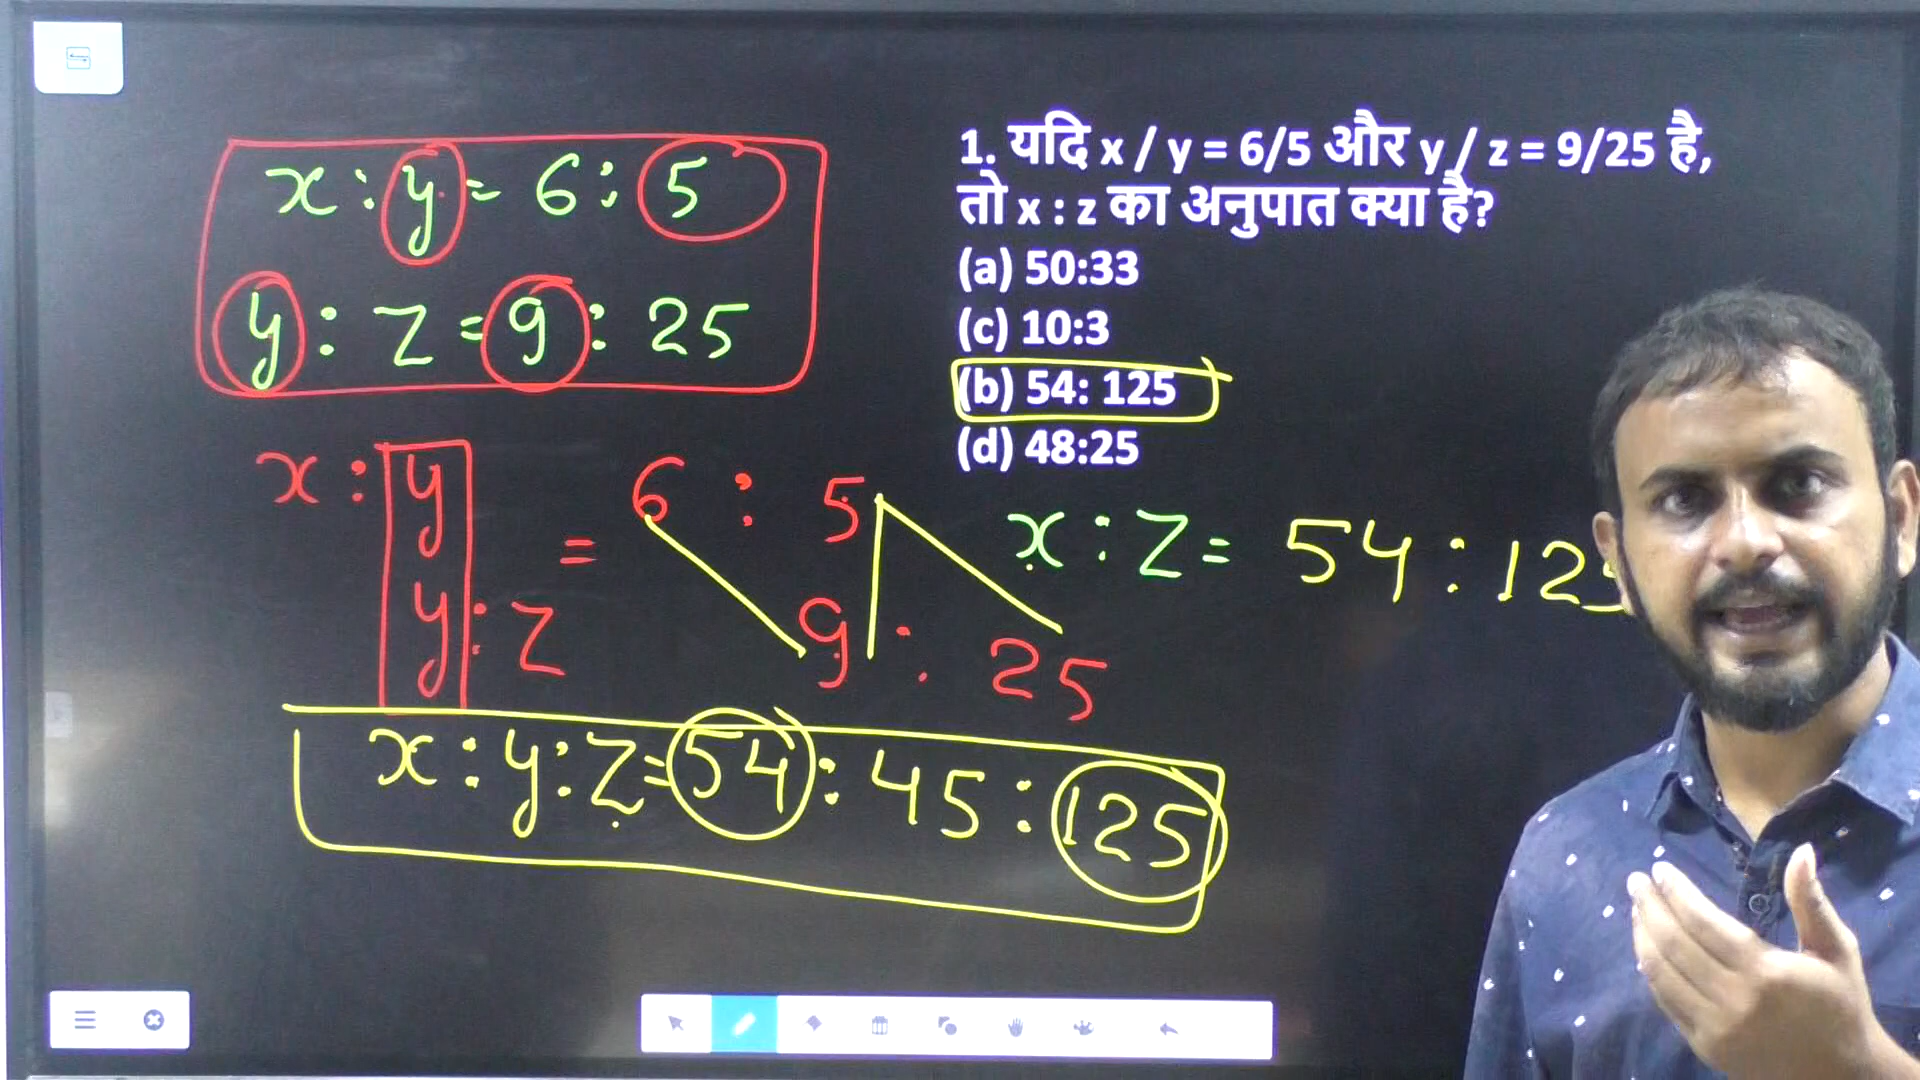 x : y = 6 : 5
y : z = 9 : 25
1. यदि x / y = 6/5 और y / z = 9/25 है,
तो x : z का अनुपात क्या है?
(a) 50:33
(c) 10:3
(b) 54: 125
(d) 48:25
x : y = 6 : 5
y : z 9 : 25
x : z = 54 : 125
x : y : z = 54 : 45 : 125